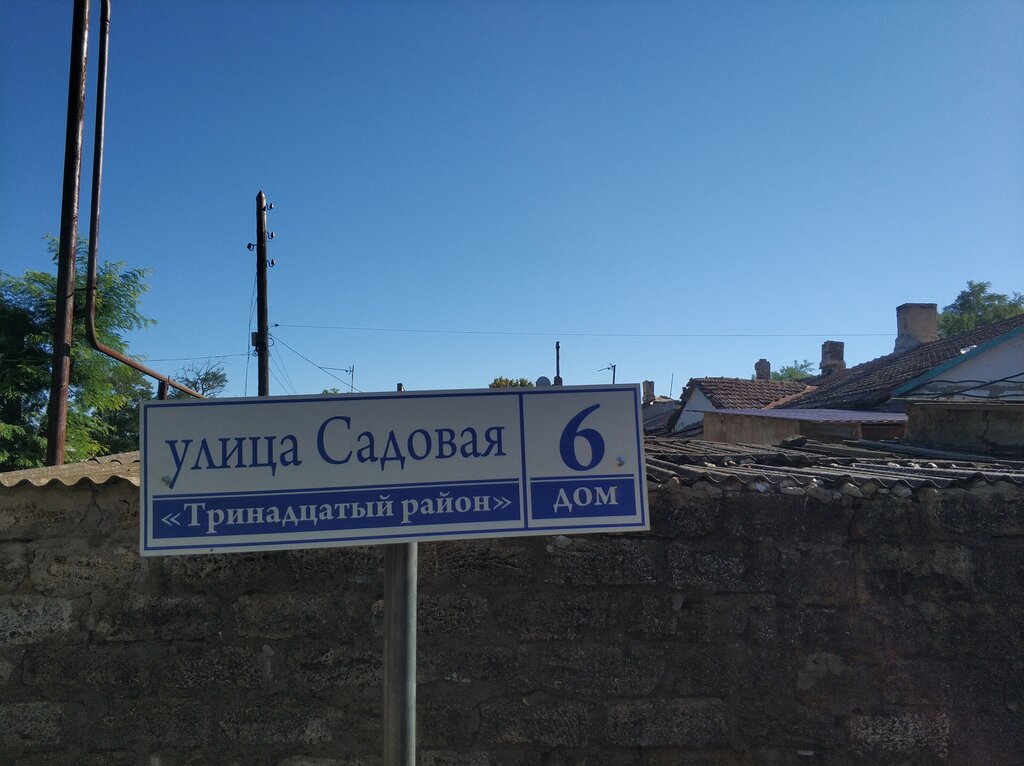 улица Садовая
«Тринадцатый район»
6
дом